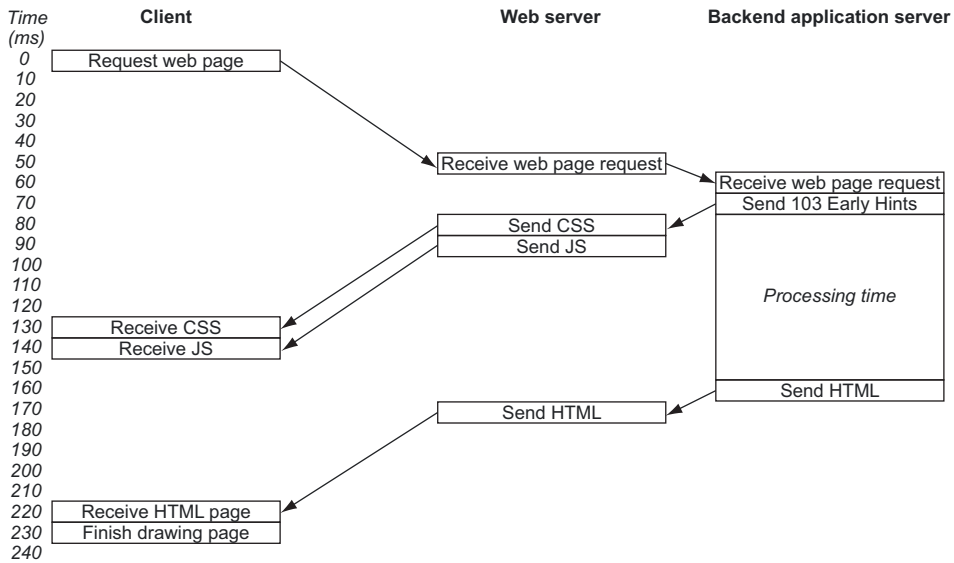 Time Client Web server Backend application server
(ms)
0 Request web page
10
20
30
40
50 Receive web page request
60 Receive web page request
70 Send 103 Early Hints
80 Send CSS
90 Send JS
100
110
Processing time
120
130 Receive CSS
140 Receive JS
150
160 Send HTML
170 Send HTML
180
190
200
210
220 Receive HTML page
230 Finish drawing page
240